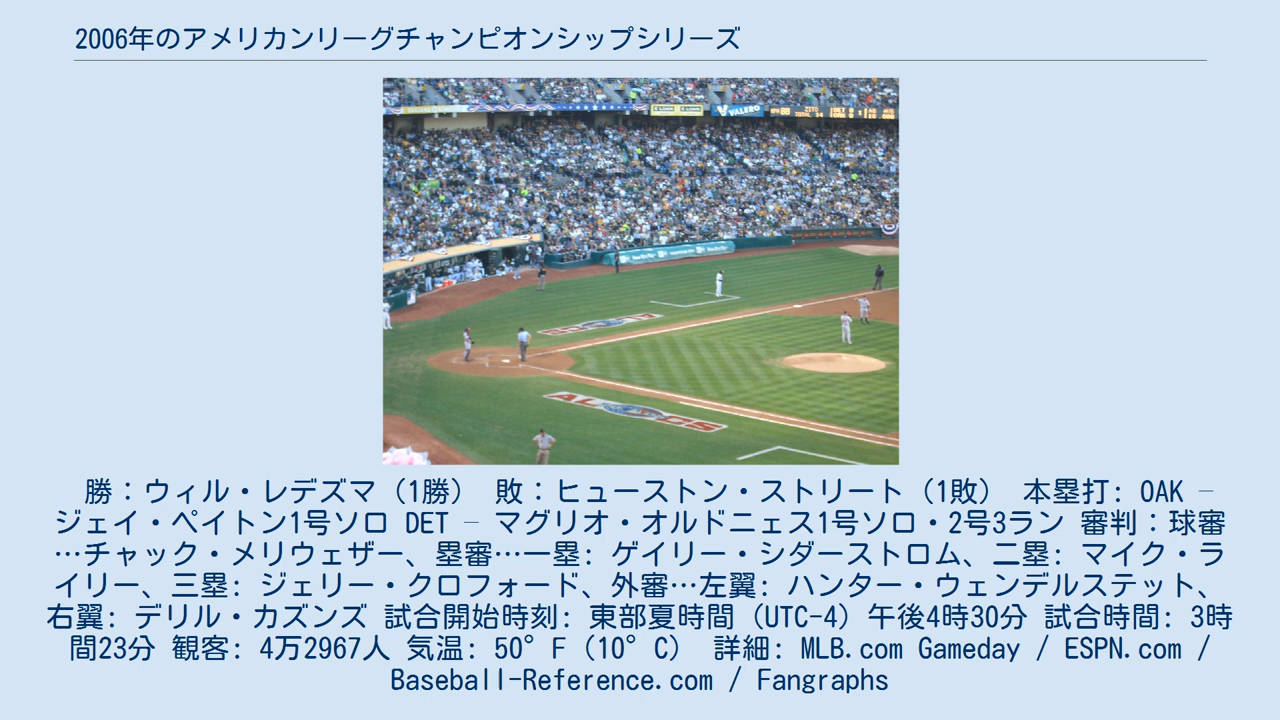 2006年のアメリカンリーグチャンピオンシップシリーズ
VALERO
ZITO
TOTAL 14
ALCS
勝：ウィル・レデズマ（1勝） 敗：ヒューストン・ストリート（1敗） 本塁打: OAK –
ジェイ・ペイトン1号ソロ DET – マグリオ・オルドニェス1号ソロ・2号3ラン 審判：球審
…チャック・メリウェザー、塁審…一塁: ゲイリー・シダーストロム、二塁: マイク・ラ
イリー、三塁: ジェリー・クロフォード、外審…左翼: ハンター・ウェンデルステット、
右翼: デリル・カズンズ 試合開始時刻: 東部夏時間（UTC-4）午後4時30分 試合時間: 3時
間23分 観客: 4万2967人 気温: 50°F（10°C） 詳細: MLB.com Gameday / ESPN.com /
Baseball-Reference.com / Fangraphs